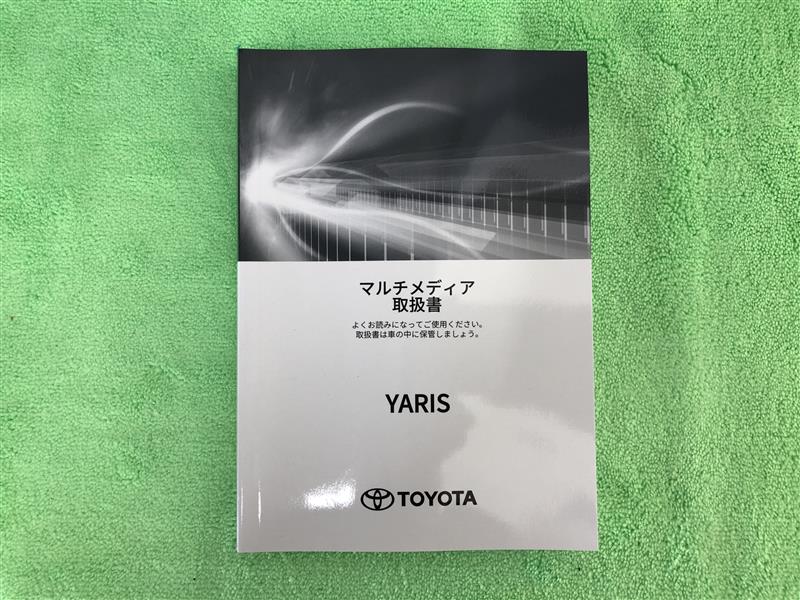 マルチメディア
取扱書
よくお読みになってご使用ください。
取扱書は車の中に保管しましょう。
YARIS
TOYOTA